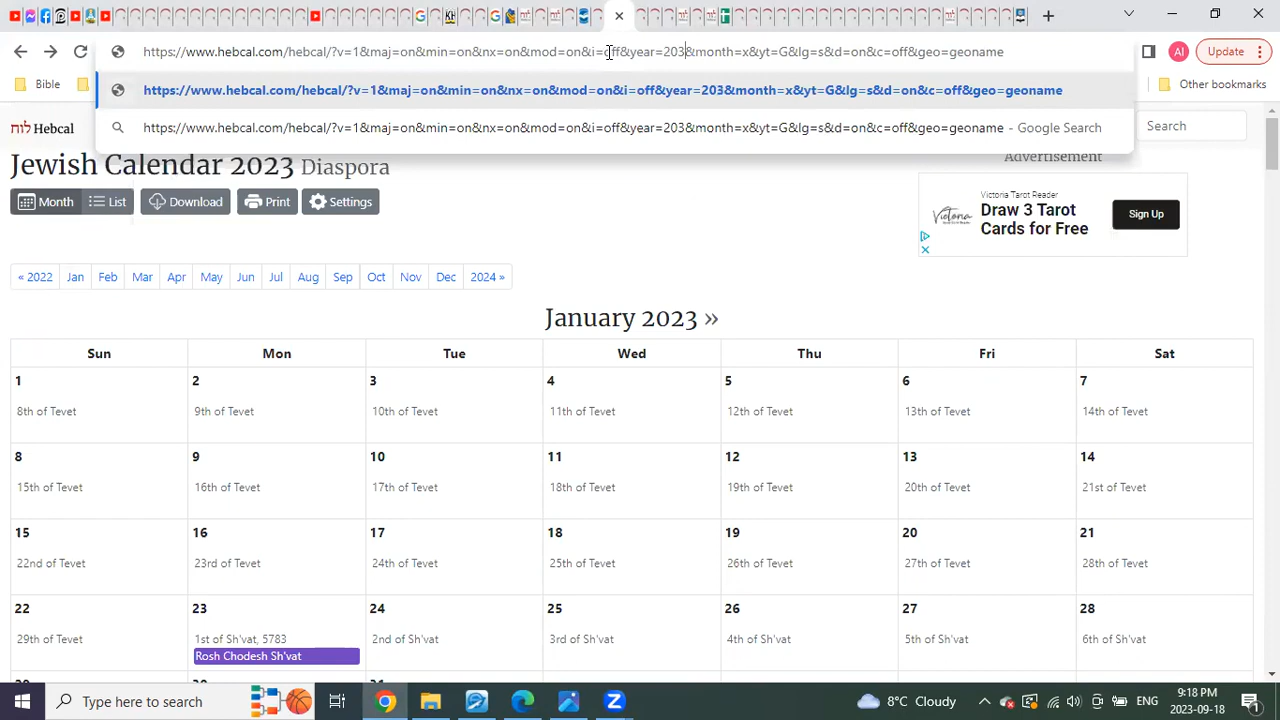 https://www.hebcal.com/hebcal/?v=1&maj=on&min=on&nx=on&mod=on&i=off&year=203&month=x&yt=G&lg=s&d=on&c=off&geo=geoname
Update
Bible
https://www.hebcal.com/hebcal/?v=1&maj=on&min=on&nx=on&mod=on&i=off&year=203&month=x&yt=G&lg=s&d=on&c=off&geo=geoname
Other bookmarks
https://www.hebcal.com/hebcal/?v=1&maj=on&min=on&nx=on&mod=on&i=off&year=203&month=x&yt=G&lg=s&d=on&c=off&geo=geoname - Google Search
לוח Hebcal
Search
Jewish Calendar 2023 Diaspora
Advertisement
Month List Download Print Settings
Victoria Tarot Reader
Victoria
Draw 3 Tarot
Cards for Free
Sign Up
« 2022 Jan Feb Mar Apr May Jun Jul Aug Sep Oct Nov Dec 2024 »
January 2023 »
Sun Mon Tue Wed Thu Fri Sat
1 2 3 4 5 6 7
8th of Tevet 9th of Tevet 10th of Tevet 11th of Tevet 12th of Tevet 13th of Tevet 14th of Tevet
8 9 10 11 12 13 14
15th of Tevet 16th of Tevet 17th of Tevet 18th of Tevet 19th of Tevet 20th of Tevet 21st of Tevet
15 16 17 18 19 20 21
22nd of Tevet 23rd of Tevet 24th of Tevet 25th of Tevet 26th of Tevet 27th of Tevet 28th of Tevet
22 23 24 25 26 27 28
29th of Tevet 1st of Sh'vat, 5783 2nd of Sh'vat 3rd of Sh'vat 4th of Sh'vat 5th of Sh'vat 6th of Sh'vat
Rosh Chodesh Sh'vat
Type here to search
8°C Cloudy
ENG
9:18 PM
2023-09-18